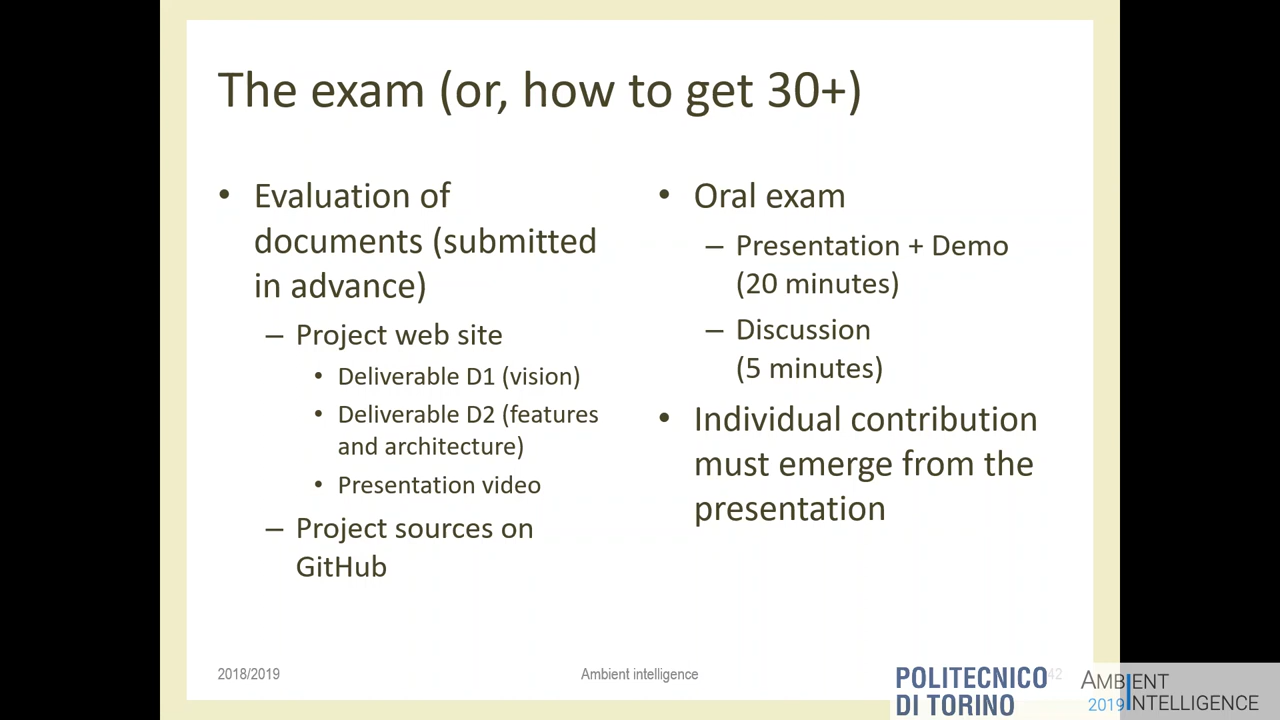 The exam (or, how to get 30+)
• Evaluation of
documents (submitted
in advance)
– Project web site
• Deliverable D1 (vision)
• Deliverable D2 (features
and architecture)
• Presentation video
– Project sources on
GitHub
• Oral exam
– Presentation + Demo
(20 minutes)
– Discussion
(5 minutes)
• Individual contribution
must emerge from the
presentation
2018/2019
Ambient intelligence
42
POLITECNICO
DI TORINO
AMBIENT
2019 INTELLIGENCE